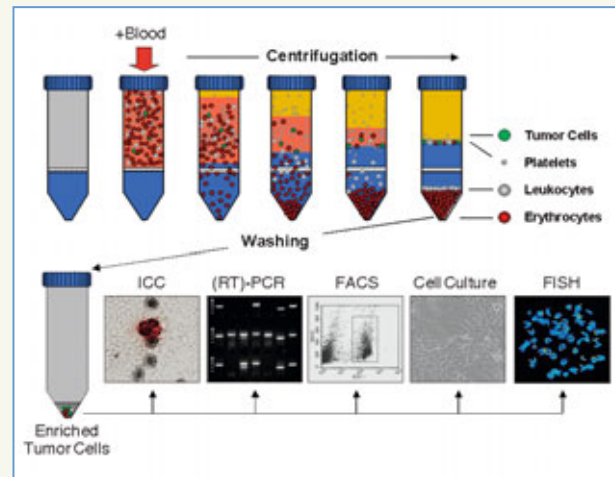 +Blood
Centrifugation
Tumor Cells
Platelets
Leukocytes
Erythrocytes
Washing
ICC
(RT)-PCR
FACS
Cell Culture
FISH
Enriched
Tumor Cells